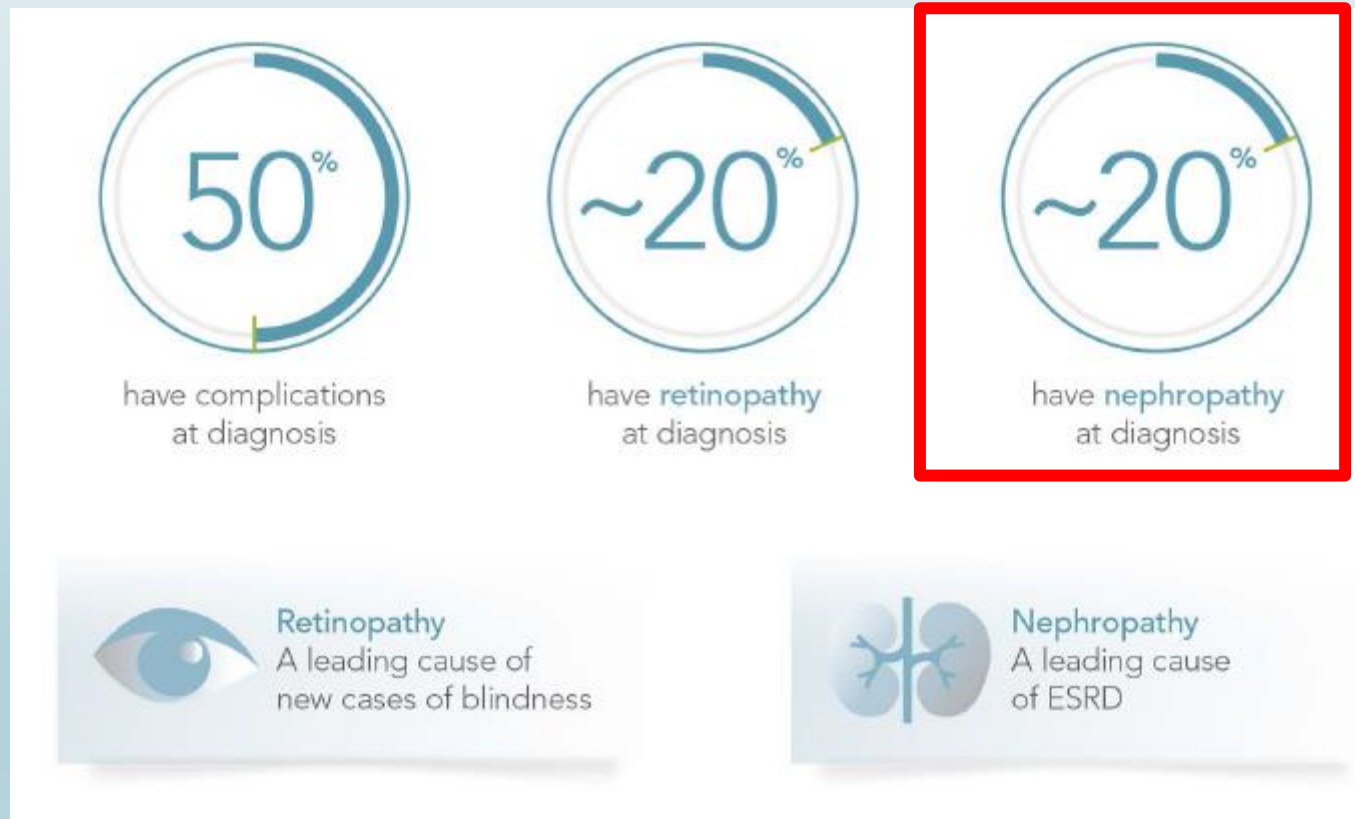 50%
have complications
at diagnosis
~20%
have retinopathy
at diagnosis
~20%
have nephropathy
at diagnosis
Retinopathy
A leading cause of
new cases of blindness
Nephropathy
A leading cause
of ESRD